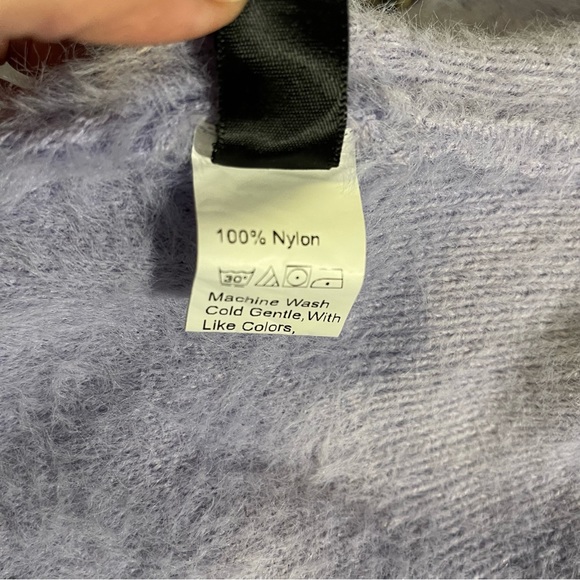 100% Nylon
30°
Machine Wash
Cold Gentle, With
Like Colors,